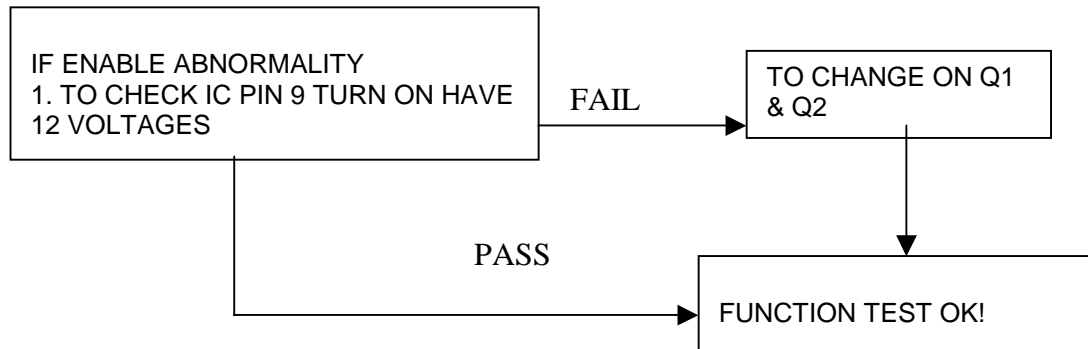 IF ENABLE ABNORMALITY
1. TO CHECK IC PIN 9 TURN ON HAVE
12 VOLTAGES
FAIL
TO CHANGE ON Q1
& Q2
PASS
FUNCTION TEST OK!